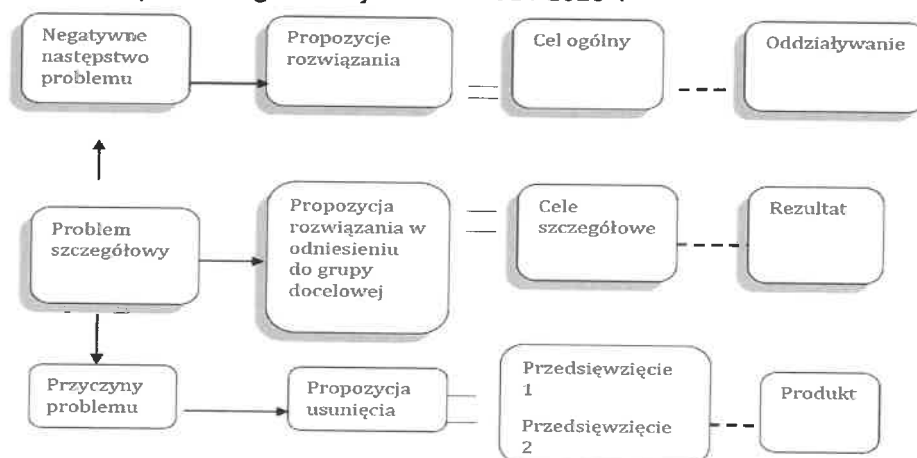 Negatywne
następstwo
problemu
Propozycje
rozwiązania
Cel ogólny
Oddziaływanie
Problem
szczegółowy
Propozycja
rozwiązania w
odniesieniu
do grupy
docelowej
Cele
szczegółowe
Rezultat
Przyczyny
problemu
Propozycja
usunięcia
Przedsięwzięcie
1
Przedsięwzięcie
2
Produkt